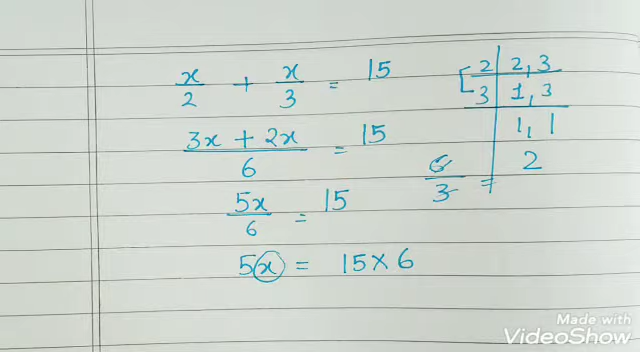 x/2 + x/3 = 15
3x + 2x/6 = 15
5x/6 = 15
5x = 15 × 6
2 | 2, 3
3 | 1, 3
1, 1
6/3 = 2
Made with
VideoShow